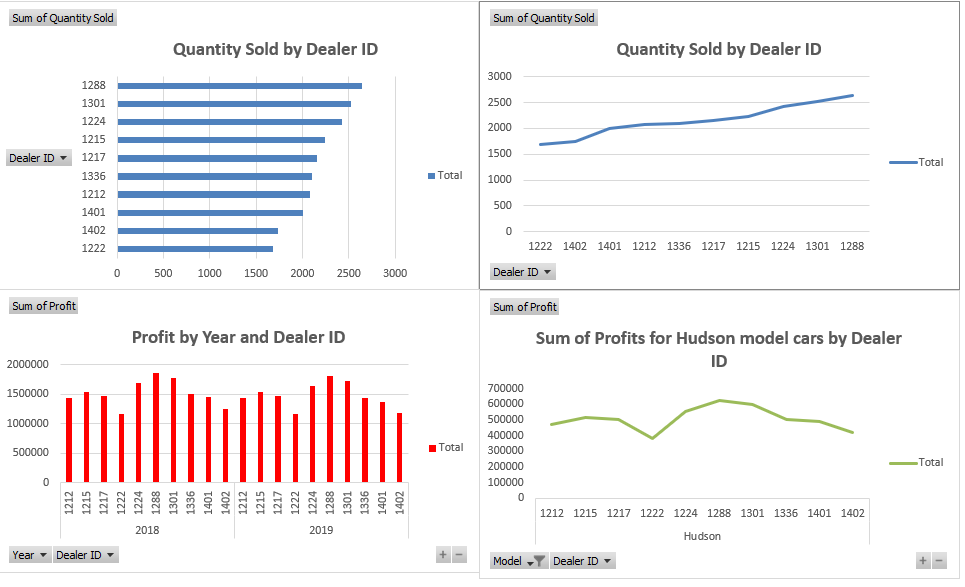 Sum of Quantity Sold
Quantity Sold by Dealer ID
1288
1301
1224
1215
Dealer ID
1217
1336
1212
1401
1402
1222
Total
0 500 1000 1500 2000 2500 3000
Sum of Quantity Sold
Quantity Sold by Dealer ID
3000
2500
2000
1500
1000
500
0
Total
1222 1402 1401 1212 1336 1217 1215 1224 1301 1288
Dealer ID
Sum of Profit
Profit by Year and Dealer ID
2000000
1500000
1000000
500000
0
Total
1212 1215 1217 1222 1224 1288 1301 1336 1401 1402 1212 1215 1217 1222 1224 1288 1301 1336 1401 1402
2018 2019
Year Dealer ID
+ −
Sum of Profit
Sum of Profits for Hudson model cars by Dealer
ID
700000
600000
500000
400000
300000
200000
100000
0
Total
1212 1215 1217 1222 1224 1288 1301 1336 1401 1402
Hudson
Model Dealer ID
+ −